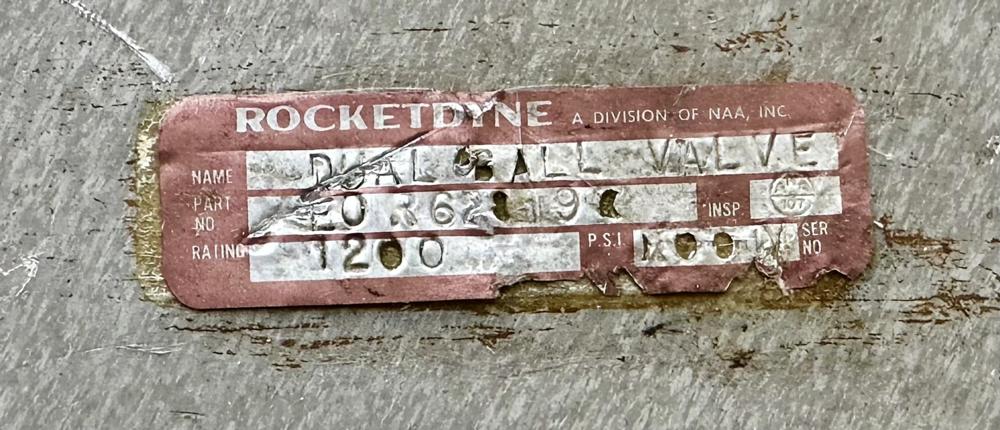 ROCKETDYNE A DIVISION OF NAA, INC.
NAME DUAL BALL VALVE
PART NO INSP
RATING 1200 P.S.I. SER NO